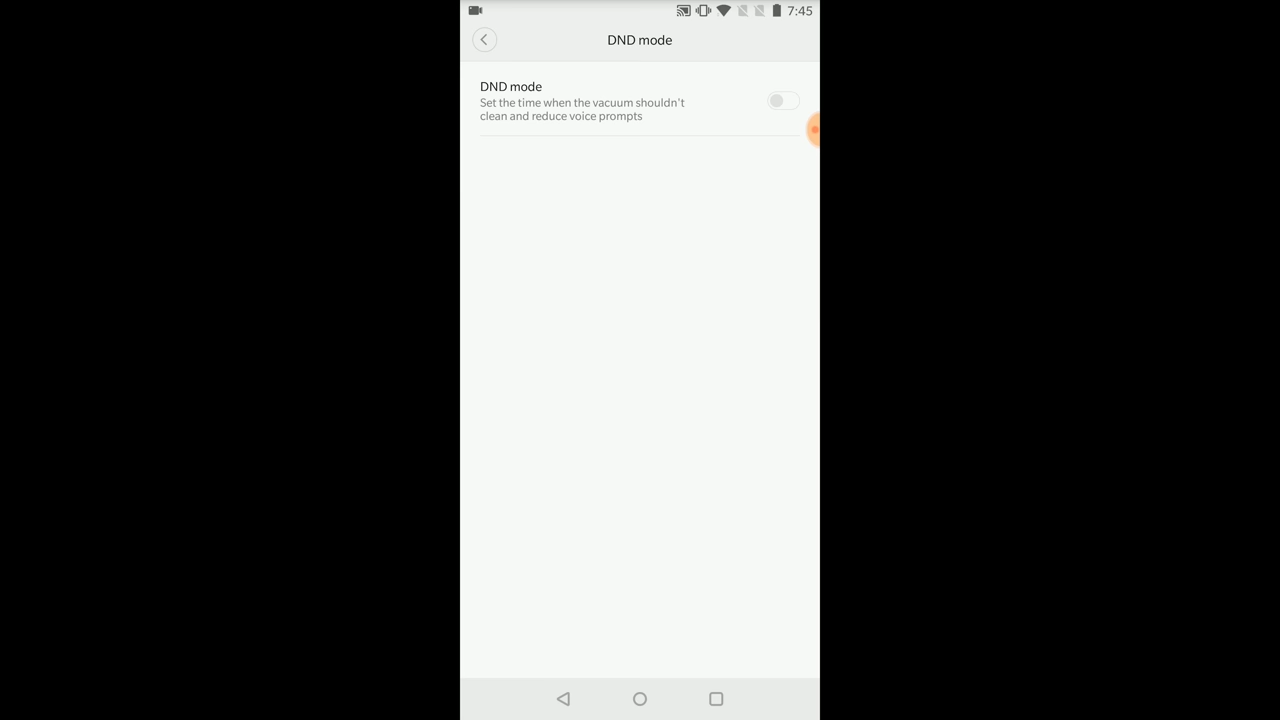 7:45
DND mode
DND mode
Set the time when the vacuum shouldn't
clean and reduce voice prompts